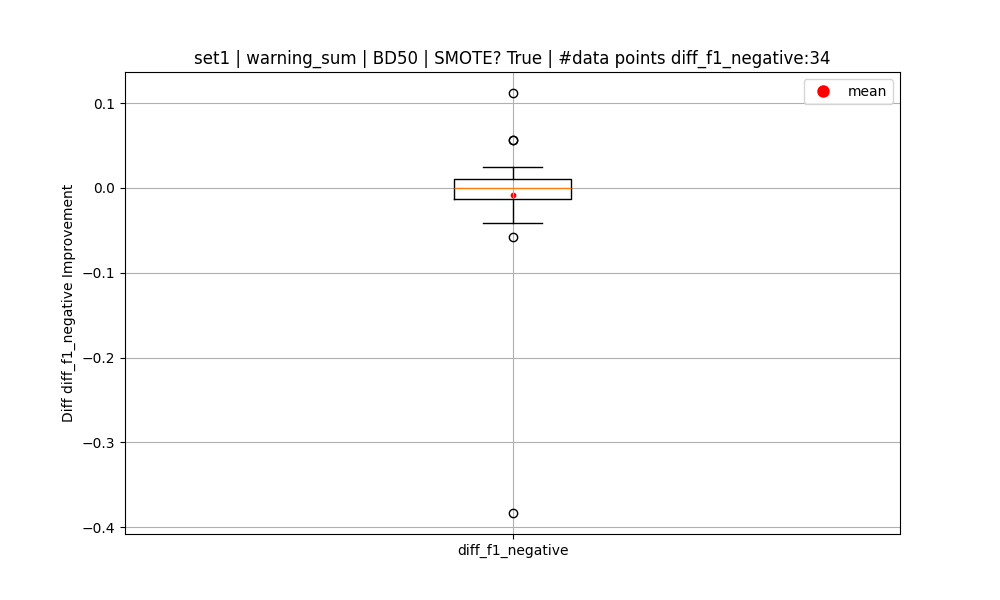 set1 | warning_sum | BD50 | SMOTE? True | #data points diff_f1_negative:34
mean
Diff diff_f1_negative Improvement
0.1
0.0
−0.1
−0.2
−0.3
−0.4
diff_f1_negative